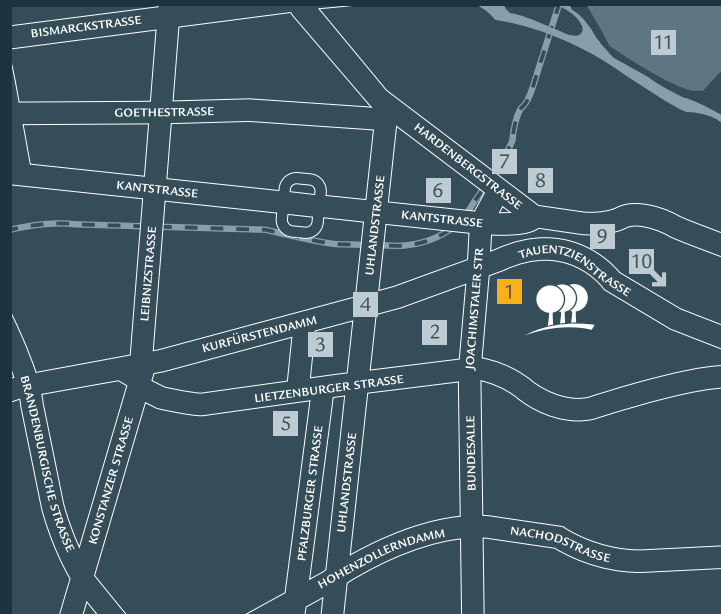 BISMARCKSTRASSE
11
GOETHESTRASSE
HARDENBERGSTRASSE
7
8
6
KANTSTRASSE
KANTSTRASSE
UHLANDSTRASSE
9
TAUENTZIENSTRASSE
10
LEIBNIZSTRASSE
JOACHIMSTALER STR
1
4
KURFÜRSTENDAMM
3
2
LIETZENBURGER STRASSE
5
BRANDENBURGISCHE STRASSE
KONSTANZER STRASSE
PFALZBURGER STRASSE
UHLANDSTRASSE
BUNDESALLE
HOHENZOLLERNDAMM
NACHODSTRASSE